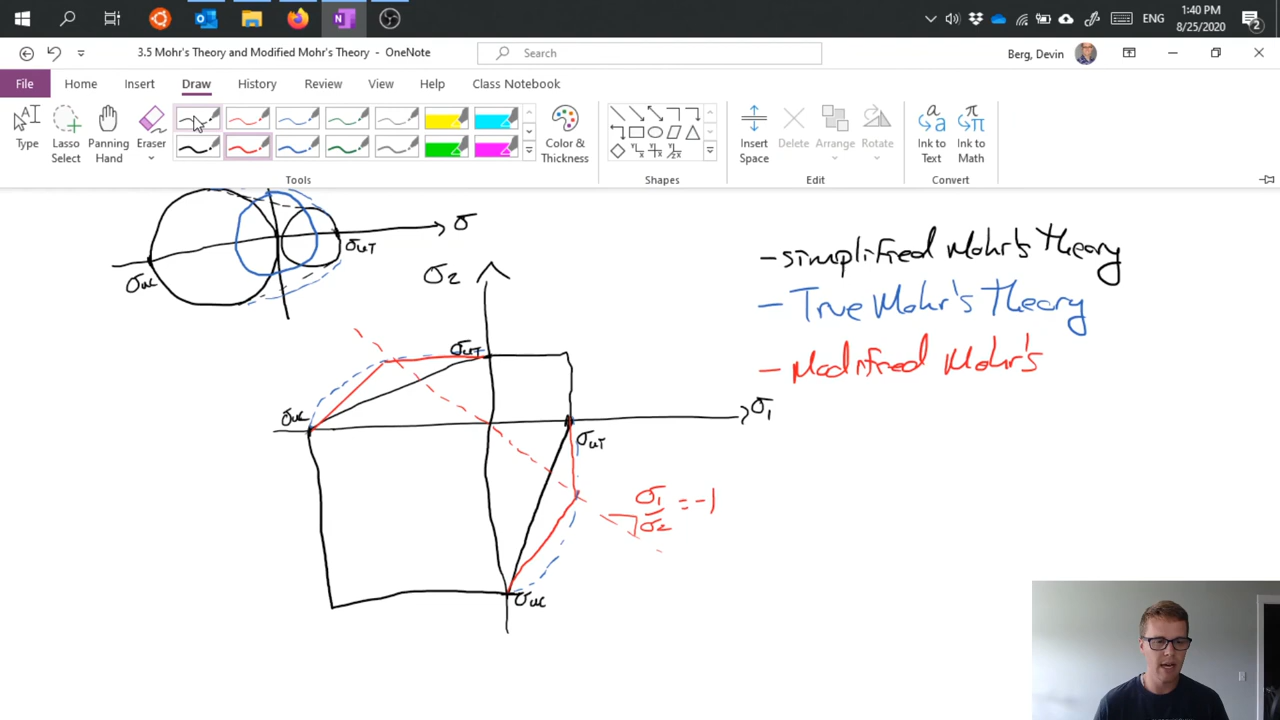 1:40 PM
ENG
8/25/2020
2
3.5 Mohr's Theory and Modified Mohr's Theory - OneNote
Search
Berg, Devin
File Home Insert Draw History Review View Help Class Notebook
Type
Lasso Select
Panning Hand
Eraser
Color & Thickness
Insert Space
Delete
Arrange
Rotate
Ink to Text
Ink to Math
Tools
Shapes
Edit
Convert
σ
σUT
σUC
σ2
σUT
σUC
σ1
σUT
σ1/σ2 = -1
σUC
- simplified Mohr's Theory
- True Mohr's Theory
- Modified Mohr's